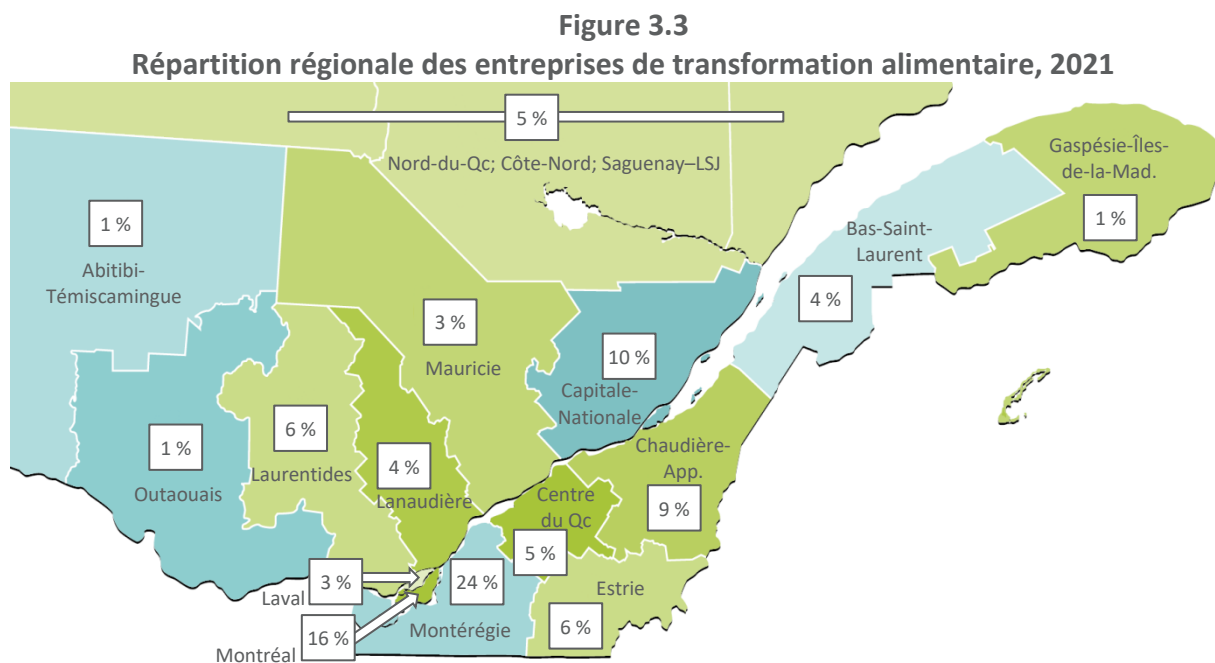 Figure 3.3
Répartition régionale des entreprises de transformation alimentaire, 2021
5 %
Nord-du-Qc; Côte-Nord; Saguenay–LSJ
Gaspésie-Îles-
de-la-Mad.
1 %
1 %
Abitibi-
Témiscamingue
Bas-Saint-
Laurent
4 %
3 %
Mauricie
10 %
Capitale-
Nationale
1 %
Outaouais
6 %
Laurentides
4 %
Lanaudière
Chaudière-
App.
9 %
Centre
du Qc
5 %
3 %
Laval
24 %
Montérégie
Estrie
6 %
16 %
Montréal